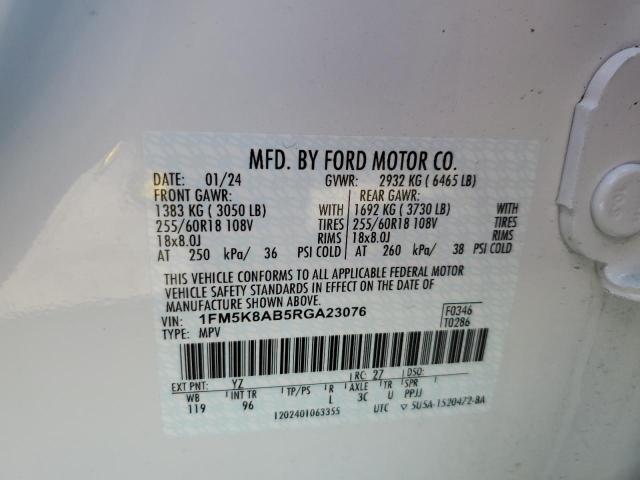 MFD. BY FORD MOTOR CO.
DATE: 01/24 GVWR: 2932 KG ( 6465 LB)
FRONT GAWR: REAR GAWR:
1383 KG ( 3050 LB) WITH 1692 KG ( 3730 LB) WITH
255/60R18 108V TIRES 255/60R18 108V TIRES
18x8.0J RIMS 18x8.0J RIMS
AT 250 kPa/ 36 PSI COLD AT 260 kPa/ 38 PSI COLD
THIS VEHICLE CONFORMS TO ALL APPLICABLE FEDERAL MOTOR
VEHICLE SAFETY STANDARDS IN EFFECT ON THE DATE OF
MANUFACTURE SHOWN ABOVE.
VIN: 1FM5K8AB5RGA23076 F0346
TYPE: MPV T0286
EXT PNT: YZ RC: 27 DSO:
WB INT TR TP/PS R AXLE TR SPR
119 96 L 3C U PPJJ
1202401063355 UTC ▽ 5U5A-1520472-BA